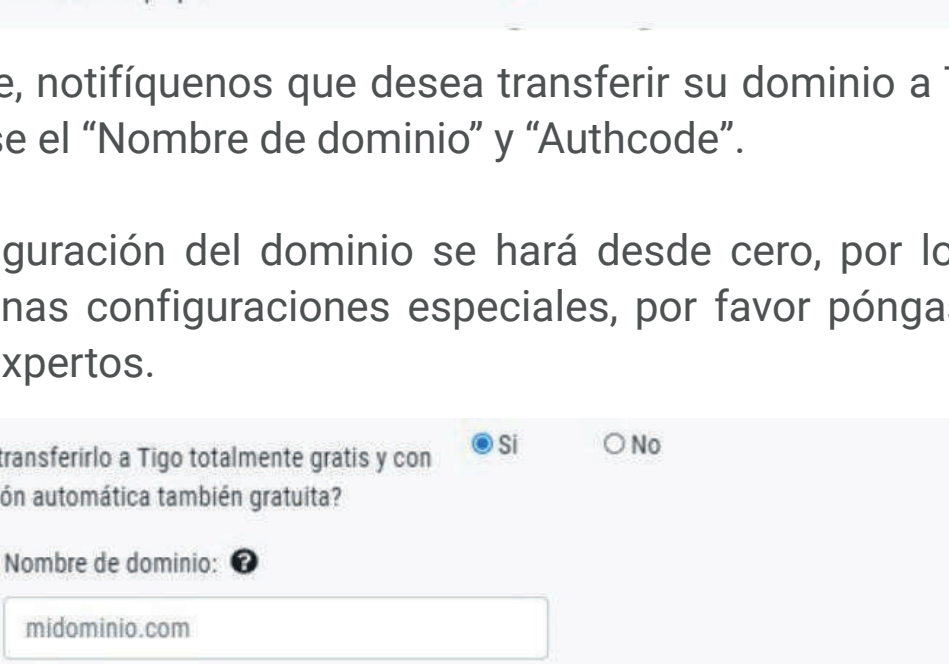 e, notifíquenos que desea transferir su dominio a
se el “Nombre de dominio” y “Authcode”.
guración del dominio se hará desde cero, por lo
nas configuraciones especiales, por favor póngas
xpertos.
transferirlo a Tigo totalmente gratis y con
Si No
ón automática también gratuita?
Nombre de dominio: ?
midominio.com